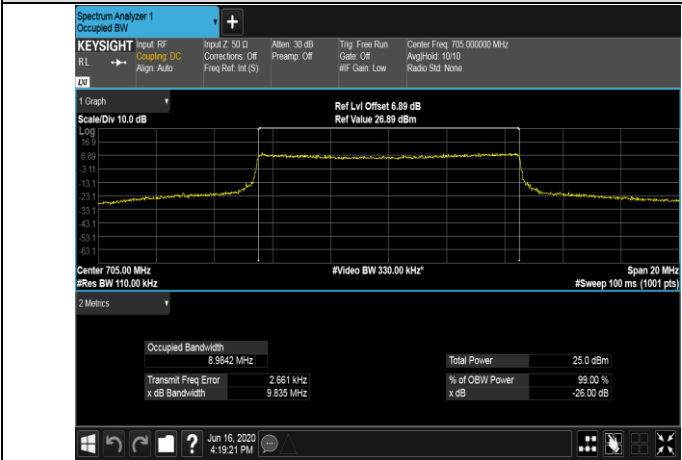 Spectrum Analyzer 1
Occupied BW
+
KEYSIGHT
RL
LXI
Input: RF
Coupling: DC
Align: Auto
Input Z: 50 Ω
Corrections: Off
Freq Ref: Int (S)
Atten: 30 dB
Preamp: Off
Trig: Free Run
Gate: Off
#IF Gain: Low
Center Freq: 705.000000 MHz
Avg|Hold: 10/10
Radio Std: None
1 Graph
Scale/Div 10.0 dB
Ref Lvl Offset 6.89 dB
Ref Value 26.89 dBm
Log
16.9
6.89
-3.11
-13.1
-23.1
-33.1
-43.1
-53.1
-63.1
Center 705.00 MHz
#Res BW 110.00 kHz
#Video BW 330.00 kHz*
Span 20 MHz
#Sweep 100 ms (1001 pts)
2 Metrics
Occupied Bandwidth
8.9842 MHz
Total Power 25.0 dBm
Transmit Freq Error 2.661 kHz
% of OBW Power 99.00 %
x dB Bandwidth 9.835 MHz
x dB -26.00 dB
?
Jun 16, 2020
4:19:21 PM